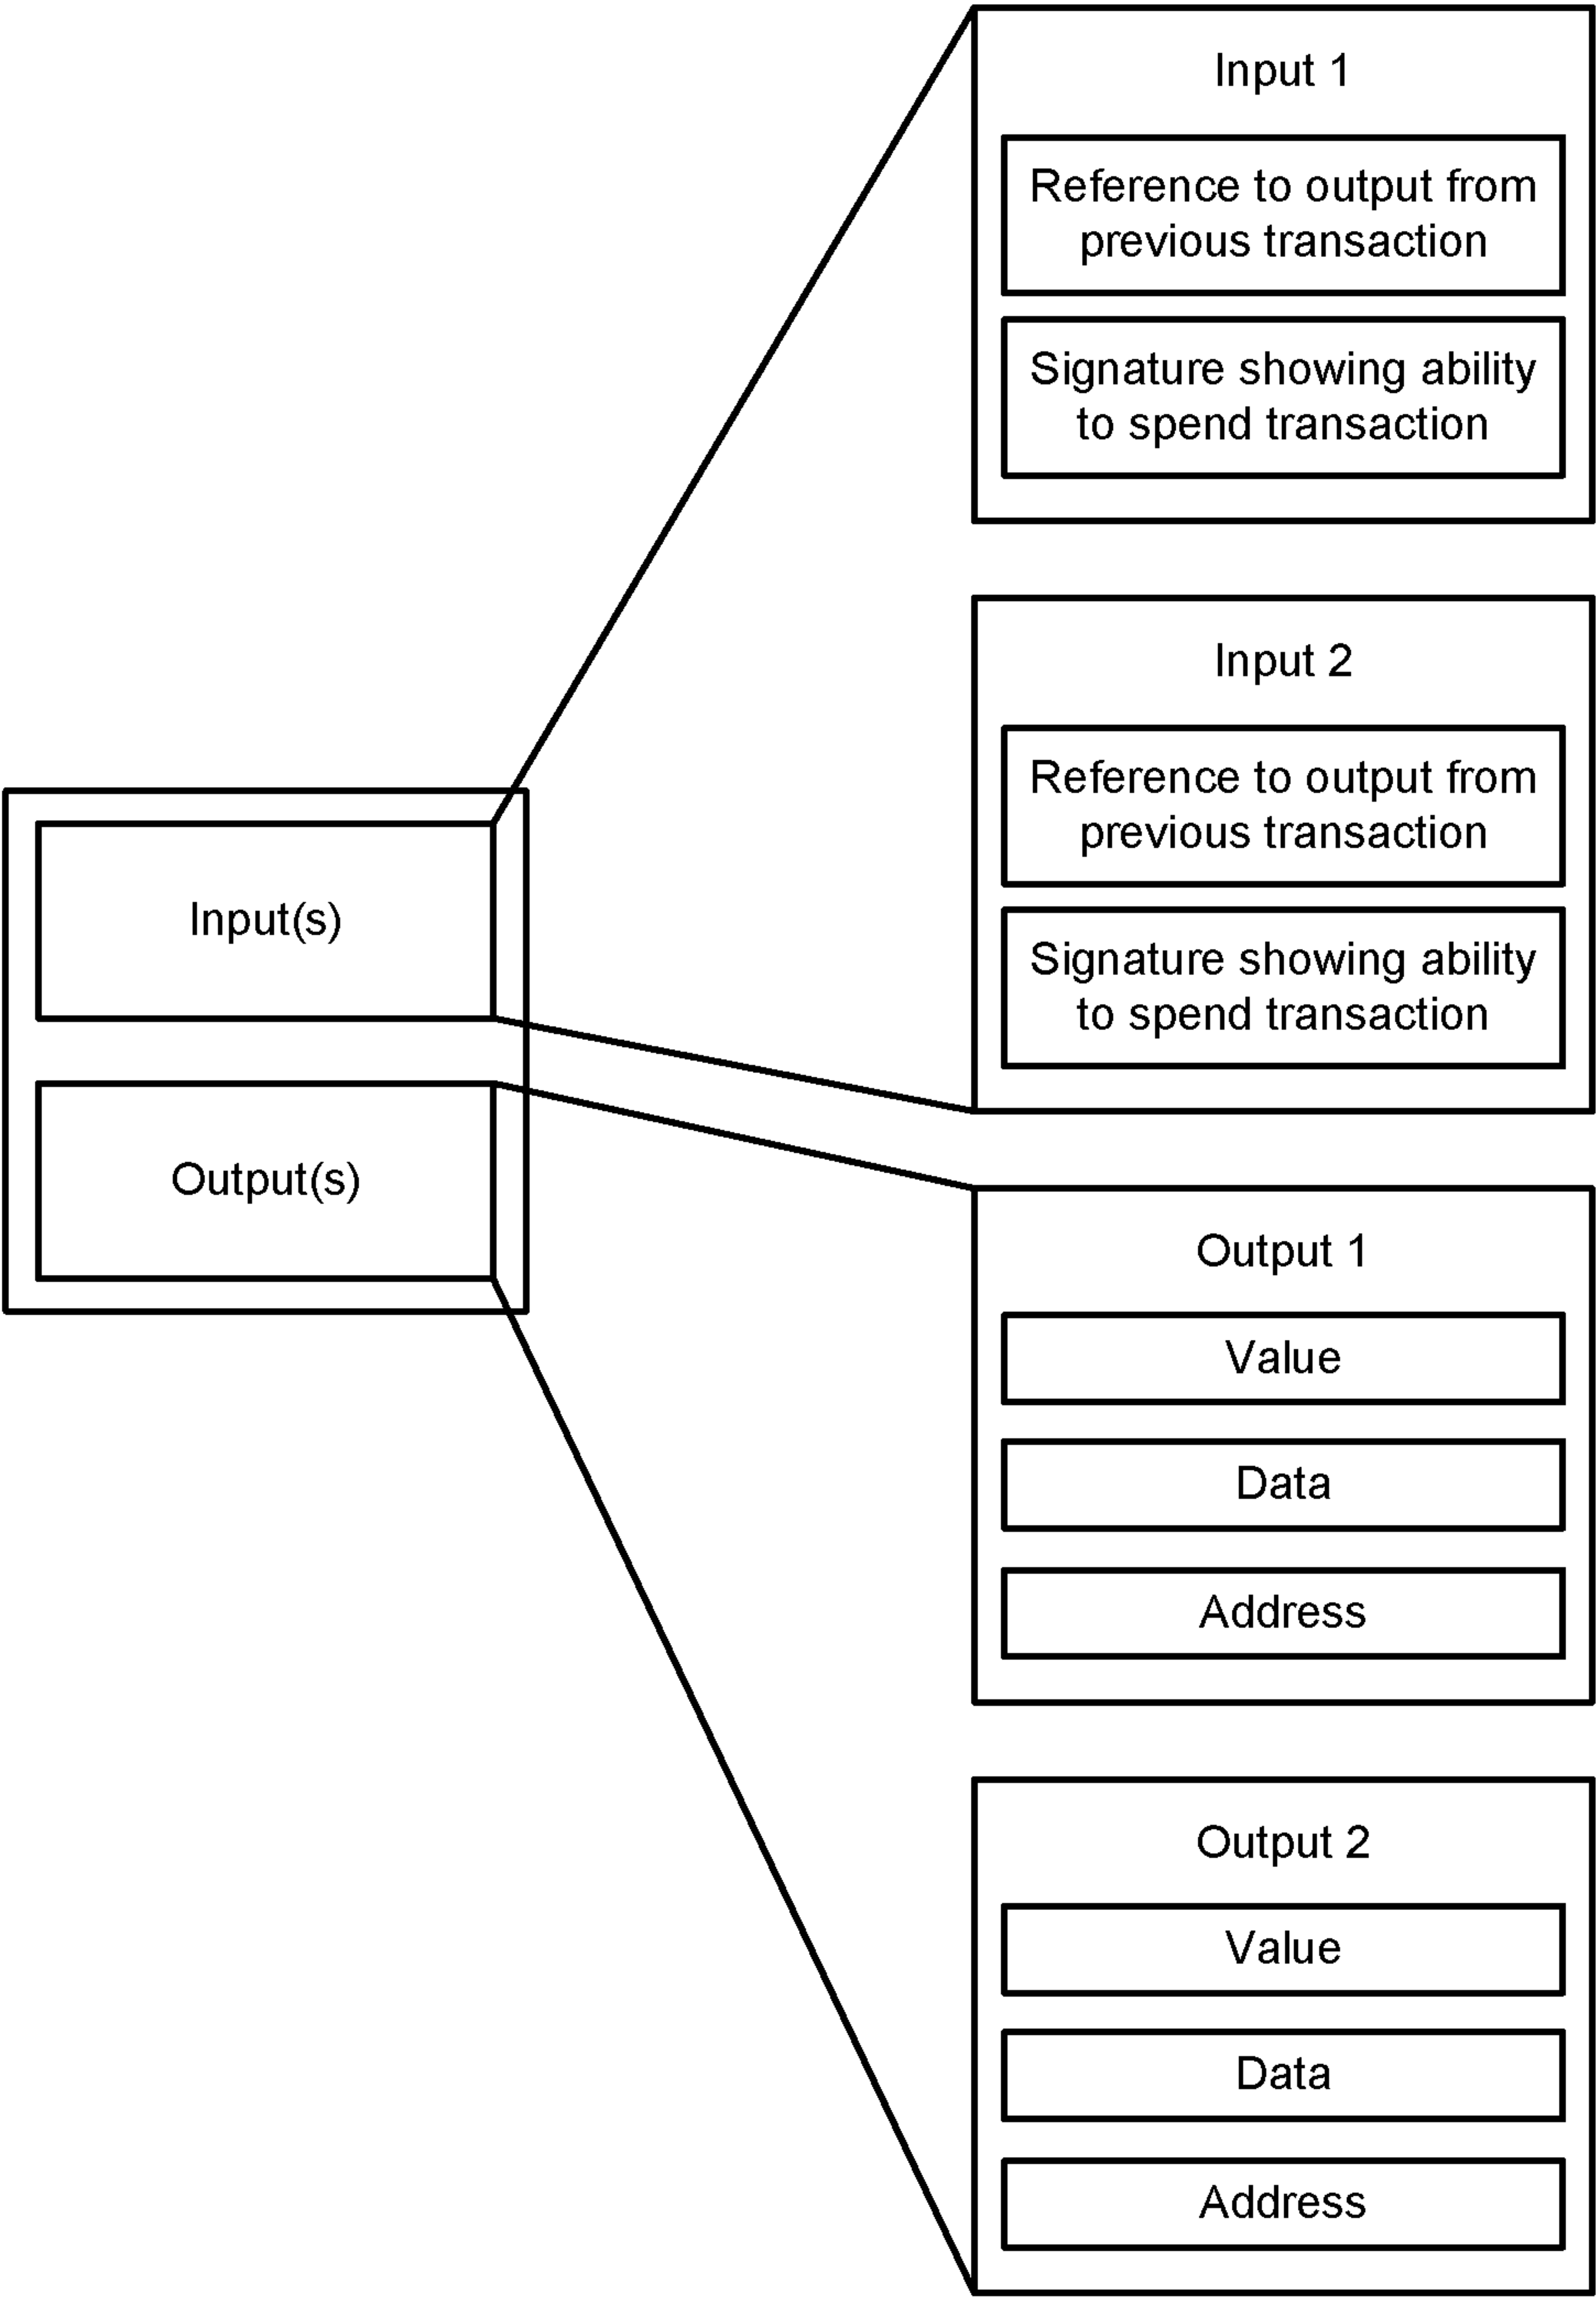 Input(s)
Output(s)
Input 1
Reference to output from
previous transaction
Signature showing ability
to spend transaction
Input 2
Reference to output from
previous transaction
Signature showing ability
to spend transaction
Output 1
Value
Data
Address
Output 2
Value
Data
Address